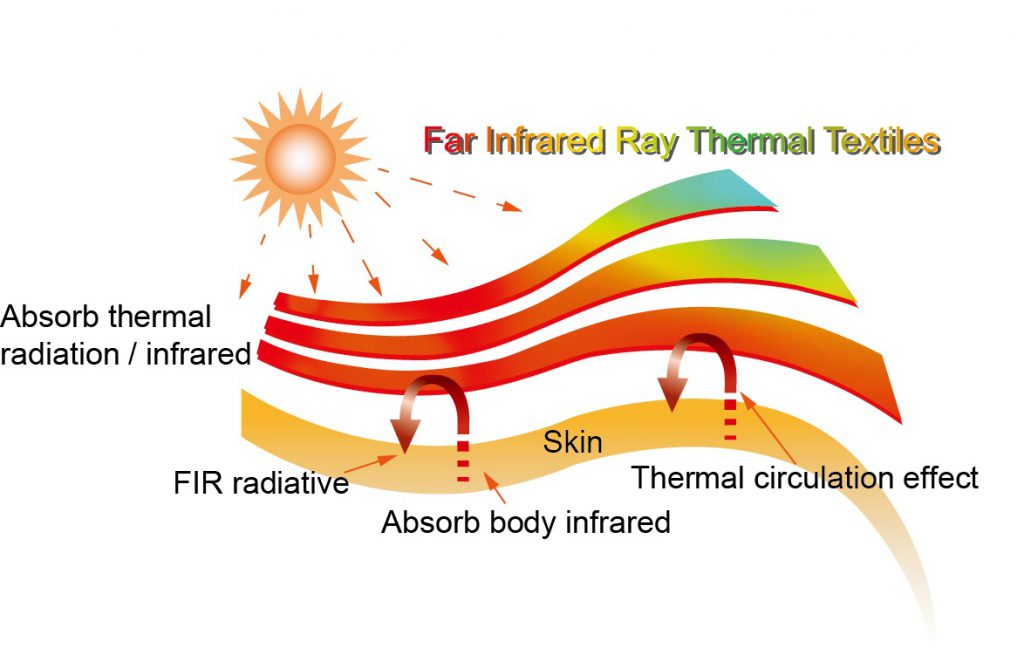 Far Infrared Ray Thermal Textiles
Absorb thermal
radiation / infrared
Skin
FIR radiative
Thermal circulation effect
Absorb body infrared